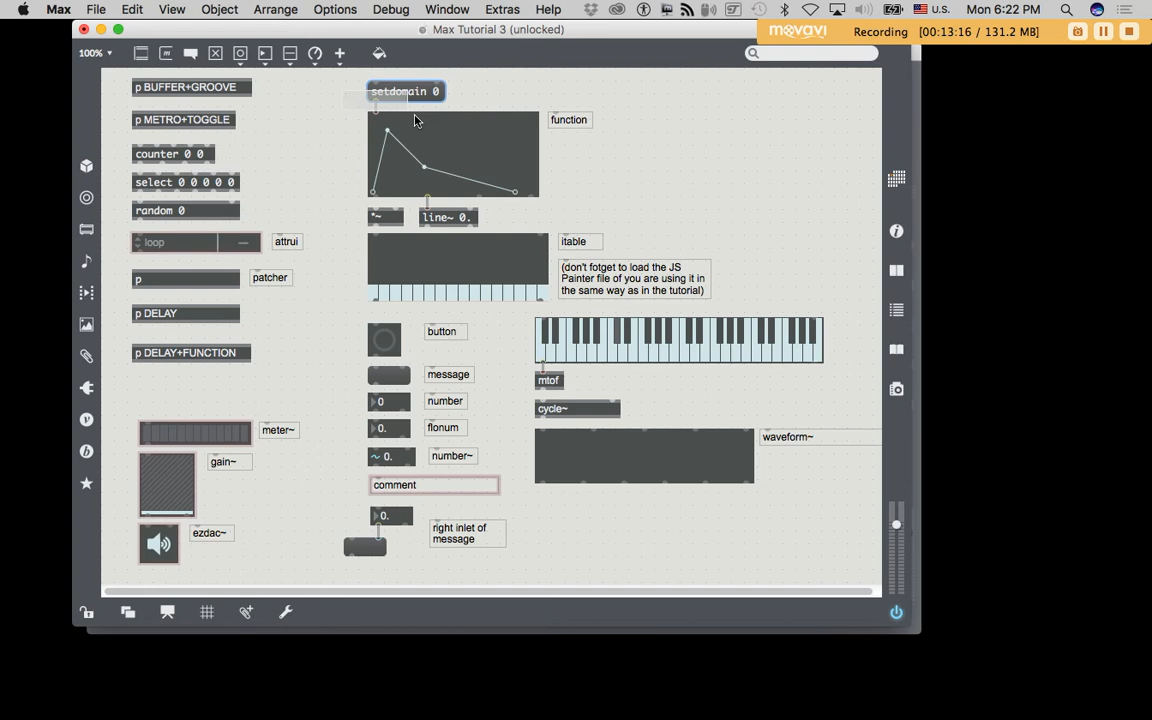 Max File Edit View Object Arrange Options Debug Window Extras Help U.S. Mon 6:22 PM
Max Tutorial 3 (unlocked)
movavi Recording [00:13:16 / 131.2 MB]
100%
p BUFFER+GROOVE
p METRO+TOGGLE
counter 0 0
select 0 0 0 0 0
random 0
loop
attrui
p
patcher
p DELAY
p DELAY+FUNCTION
meter~
gain~
ezdac~
setdomain 0
function
*~
line~ 0.
itable
(don't fotget to load the JS
Painter file of you are using it in
the same way as in the tutorial)
button
message
0
number
0.
flonum
~ 0.
number~
comment
0.
right inlet of
message
mtof
cycle~
waveform~